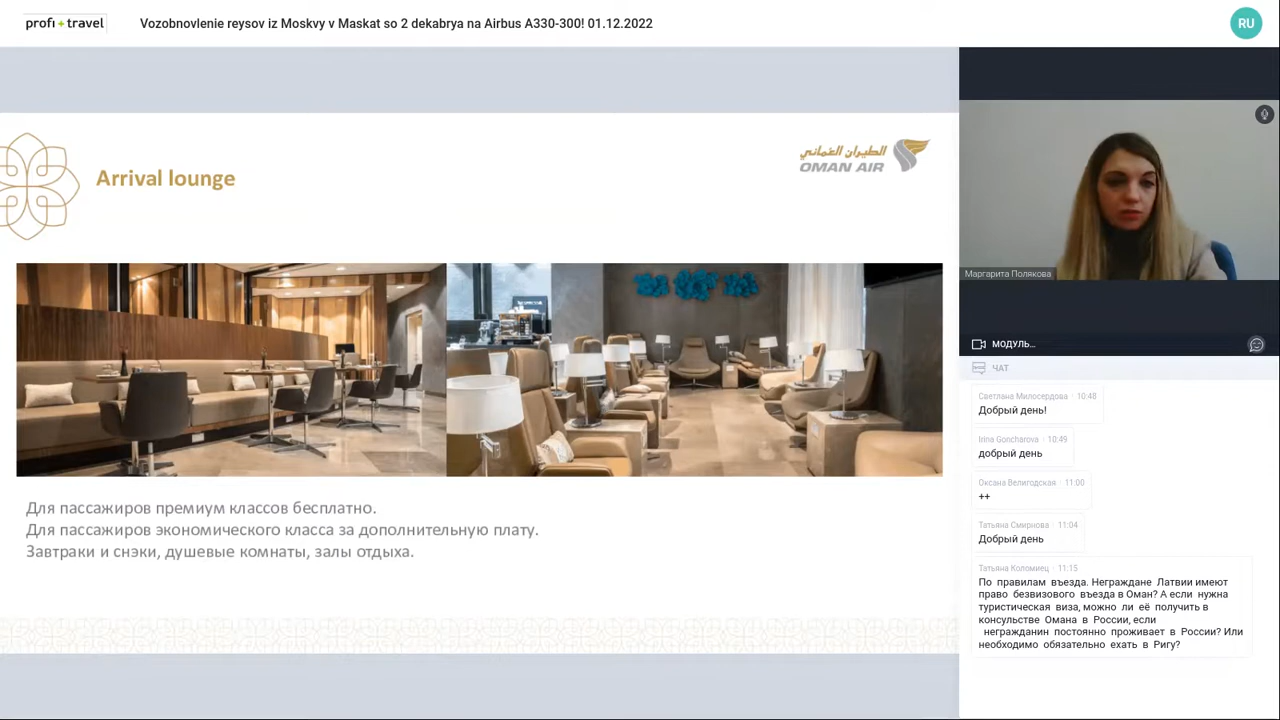 profi+travel
Vozobnovlenie reysov iz Moskvy v Maskat so 2 dekabrya na Airbus A330-300! 01.12.2022
RU
Arrival lounge
الطيران العماني
OMAN AIR
Для пассажиров премиум классов бесплатно.
Для пассажиров экономического класса за дополнительную плату.
Завтраки и снэки, душевые комнаты, залы отдыха.
Маргарита Полякова
МОДУЛЬ...
ЧАТ
Светлана Милосердова · 10:48
Добрый день!
Irina Goncharova · 10:49
добрый день
Оксана Велигодская · 11:00
++
Татьяна Смирнова · 11:04
Добрый день
Татьяна Коломиец · 11:15
По правилам въезда. Неграждане Латвии имеют
право безвизового въезда в Оман? А если нужна
туристическая виза, можно ли её получить в
консульстве Омана в России, если
негражданин постоянно проживает в России? Или
необходимо обязательно ехать в Ригу?